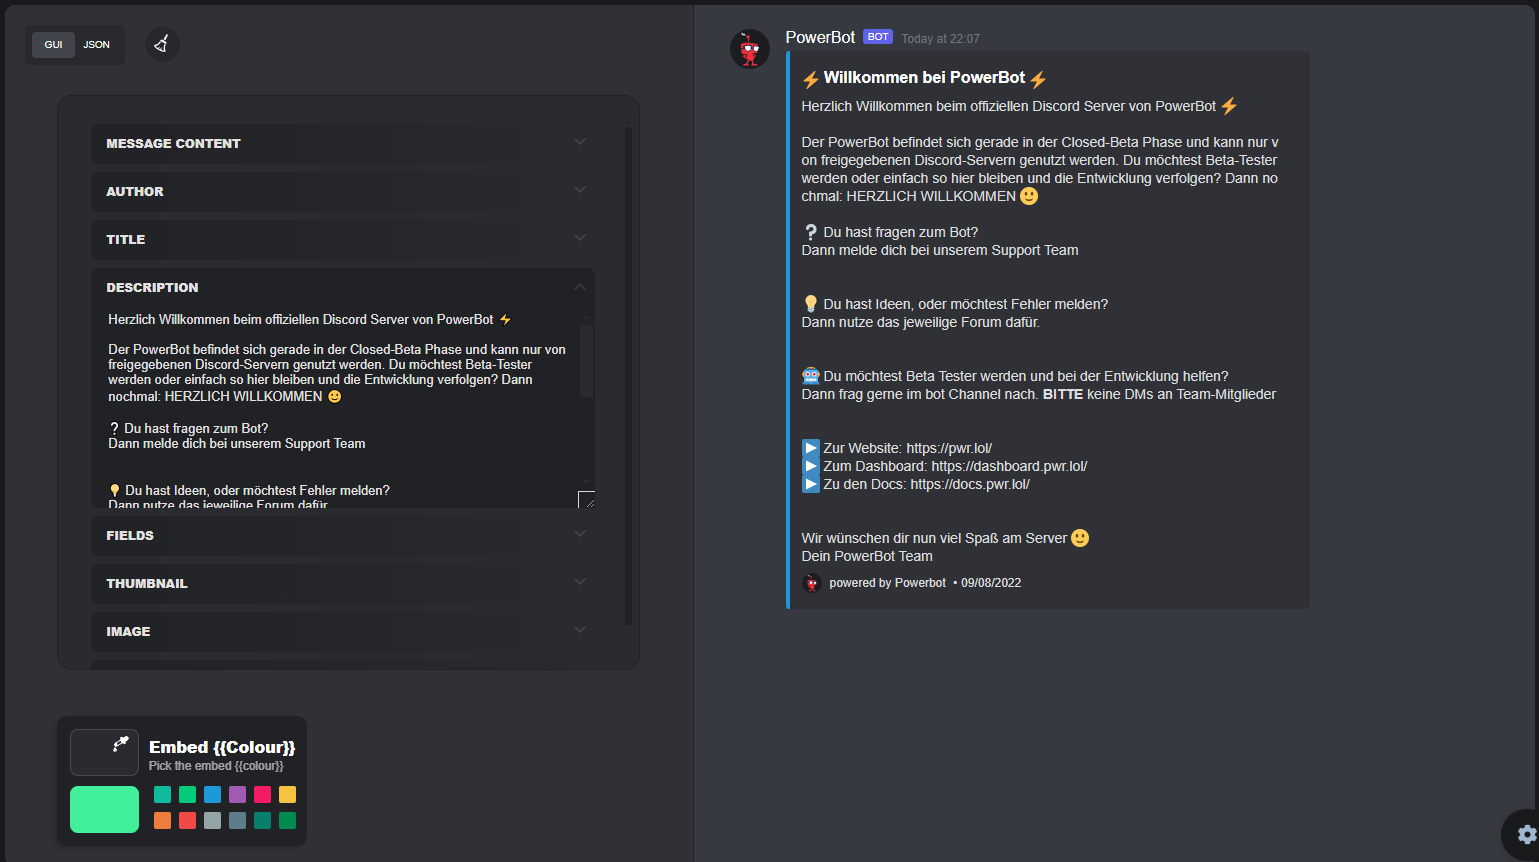 GUI JSON
MESSAGE CONTENT
AUTHOR
TITLE
DESCRIPTION
Herzlich Willkommen beim offiziellen Discord Server von PowerBot ⚡
Der PowerBot befindet sich gerade in der Closed-Beta Phase und kann nur von
freigegebenen Discord-Servern genutzt werden. Du möchtest Beta-Tester
werden oder einfach so hier bleiben und die Entwicklung verfolgen? Dann
nochmal: HERZLICH WILLKOMMEN 🙂
❔ Du hast fragen zum Bot?
Dann melde dich bei unserem Support Team
💡 Du hast Ideen, oder möchtest Fehler melden?
Dann nutze das jeweilige Forum dafür.
FIELDS
THUMBNAIL
IMAGE
Embed {{Colour}}
Pick the embed {{colour}}
PowerBot BOT Today at 22:07
⚡ Willkommen bei PowerBot ⚡
Herzlich Willkommen beim offiziellen Discord Server von PowerBot ⚡
Der PowerBot befindet sich gerade in der Closed-Beta Phase und kann nur v
on freigegebenen Discord-Servern genutzt werden. Du möchtest Beta-Tester
werden oder einfach so hier bleiben und die Entwicklung verfolgen? Dann no
chmal: HERZLICH WILLKOMMEN 🙂
❔ Du hast fragen zum Bot?
Dann melde dich bei unserem Support Team
💡 Du hast Ideen, oder möchtest Fehler melden?
Dann nutze das jeweilige Forum dafür.
🤖 Du möchtest Beta Tester werden und bei der Entwicklung helfen?
Dann frag gerne im bot Channel nach. BITTE keine DMs an Team-Mitglieder
▶️ Zur Website: https://pwr.lol/
▶️ Zum Dashboard: https://dashboard.pwr.lol/
▶️ Zu den Docs: https://docs.pwr.lol/
Wir wünschen dir nun viel Spaß am Server 🙂
Dein PowerBot Team
powered by Powerbot • 09/08/2022